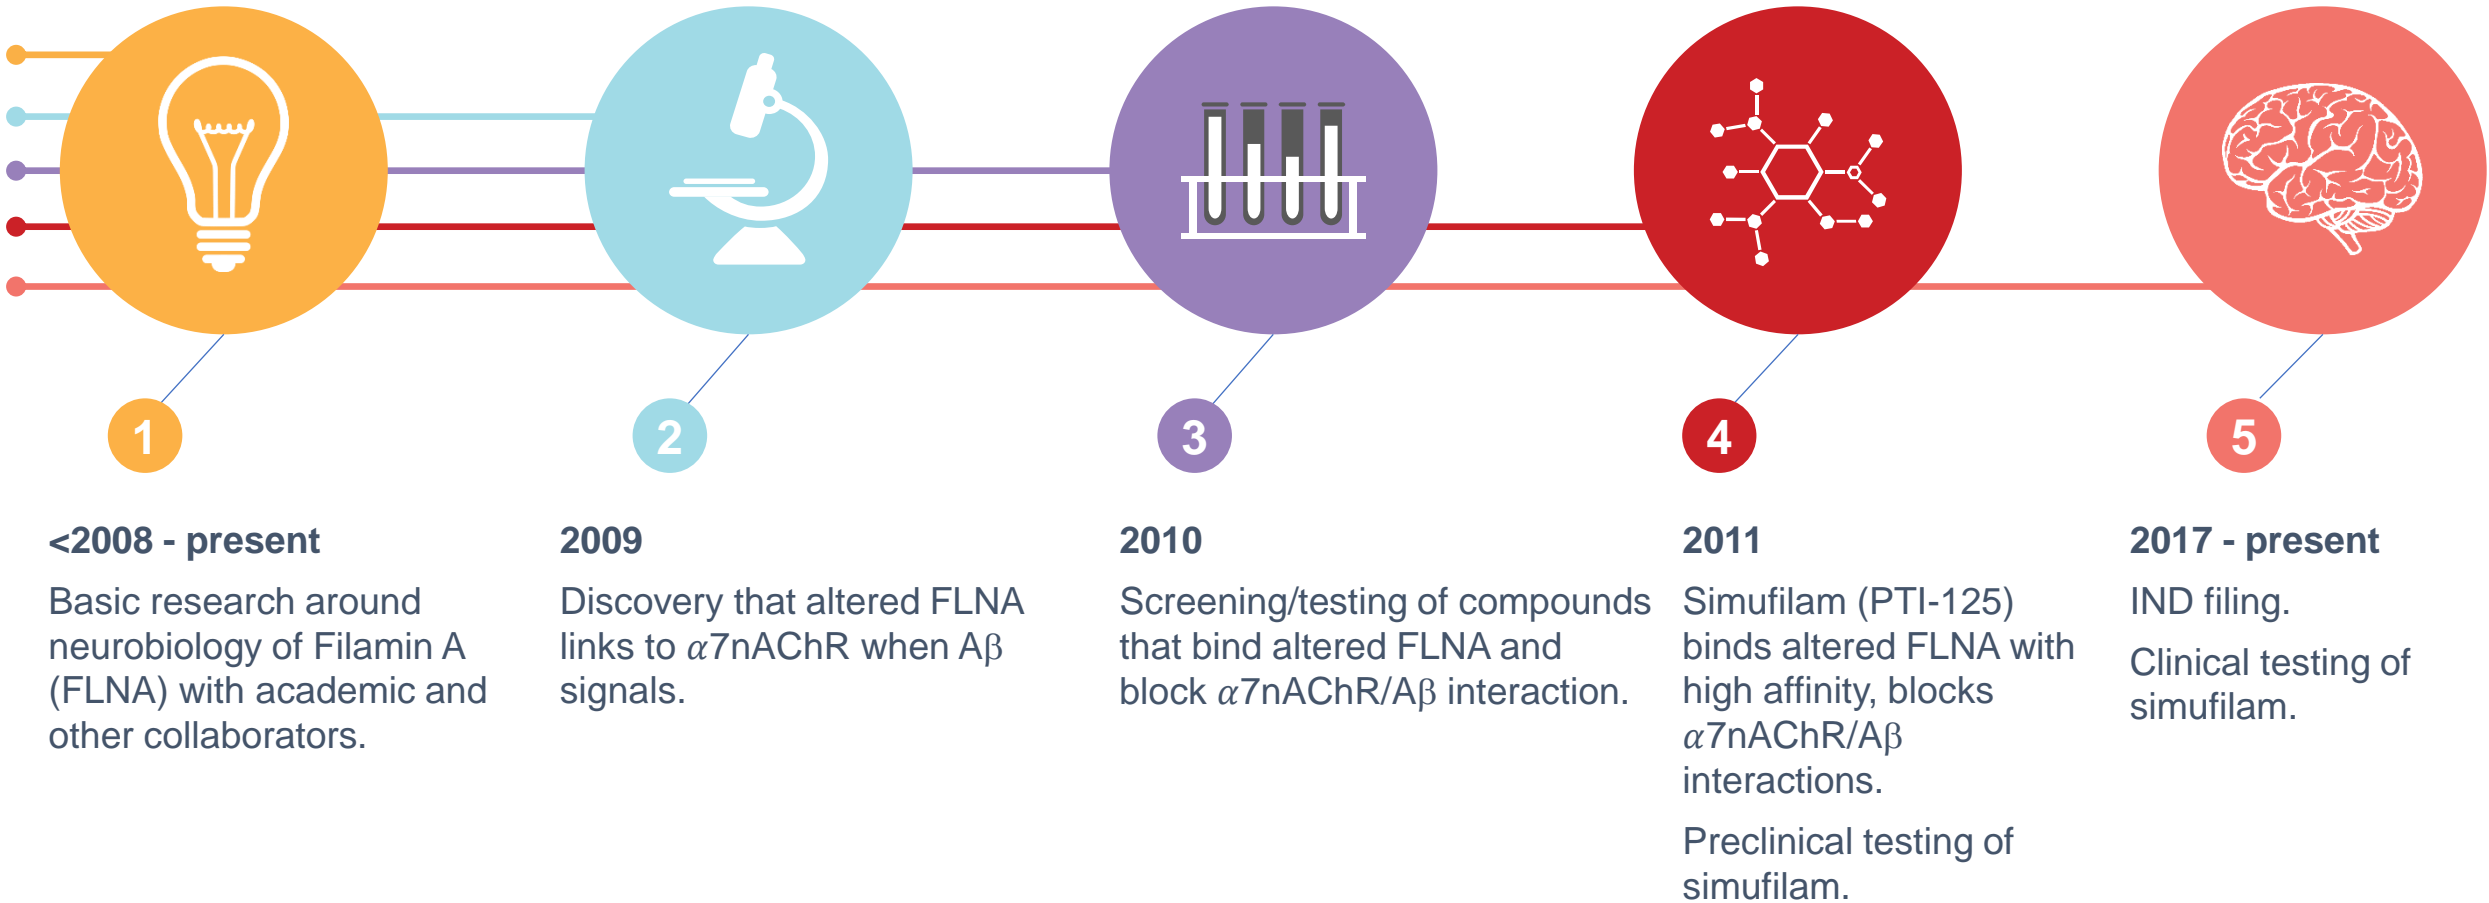 1
<2008 - present
Basic research around
neurobiology of Filamin A
(FLNA) with academic and
other collaborators.
2
2009
Discovery that altered FLNA
links to α7nAChR when Aβ
signals.
3
2010
Screening/testing of compounds
that bind altered FLNA and
block α7nAChR/Aβ interaction.
4
2011
Simufilam (PTI-125)
binds altered FLNA with
high affinity, blocks
α7nAChR/Aβ
interactions.
Preclinical testing of
simufilam.
5
2017 - present
IND filing.
Clinical testing of
simufilam.